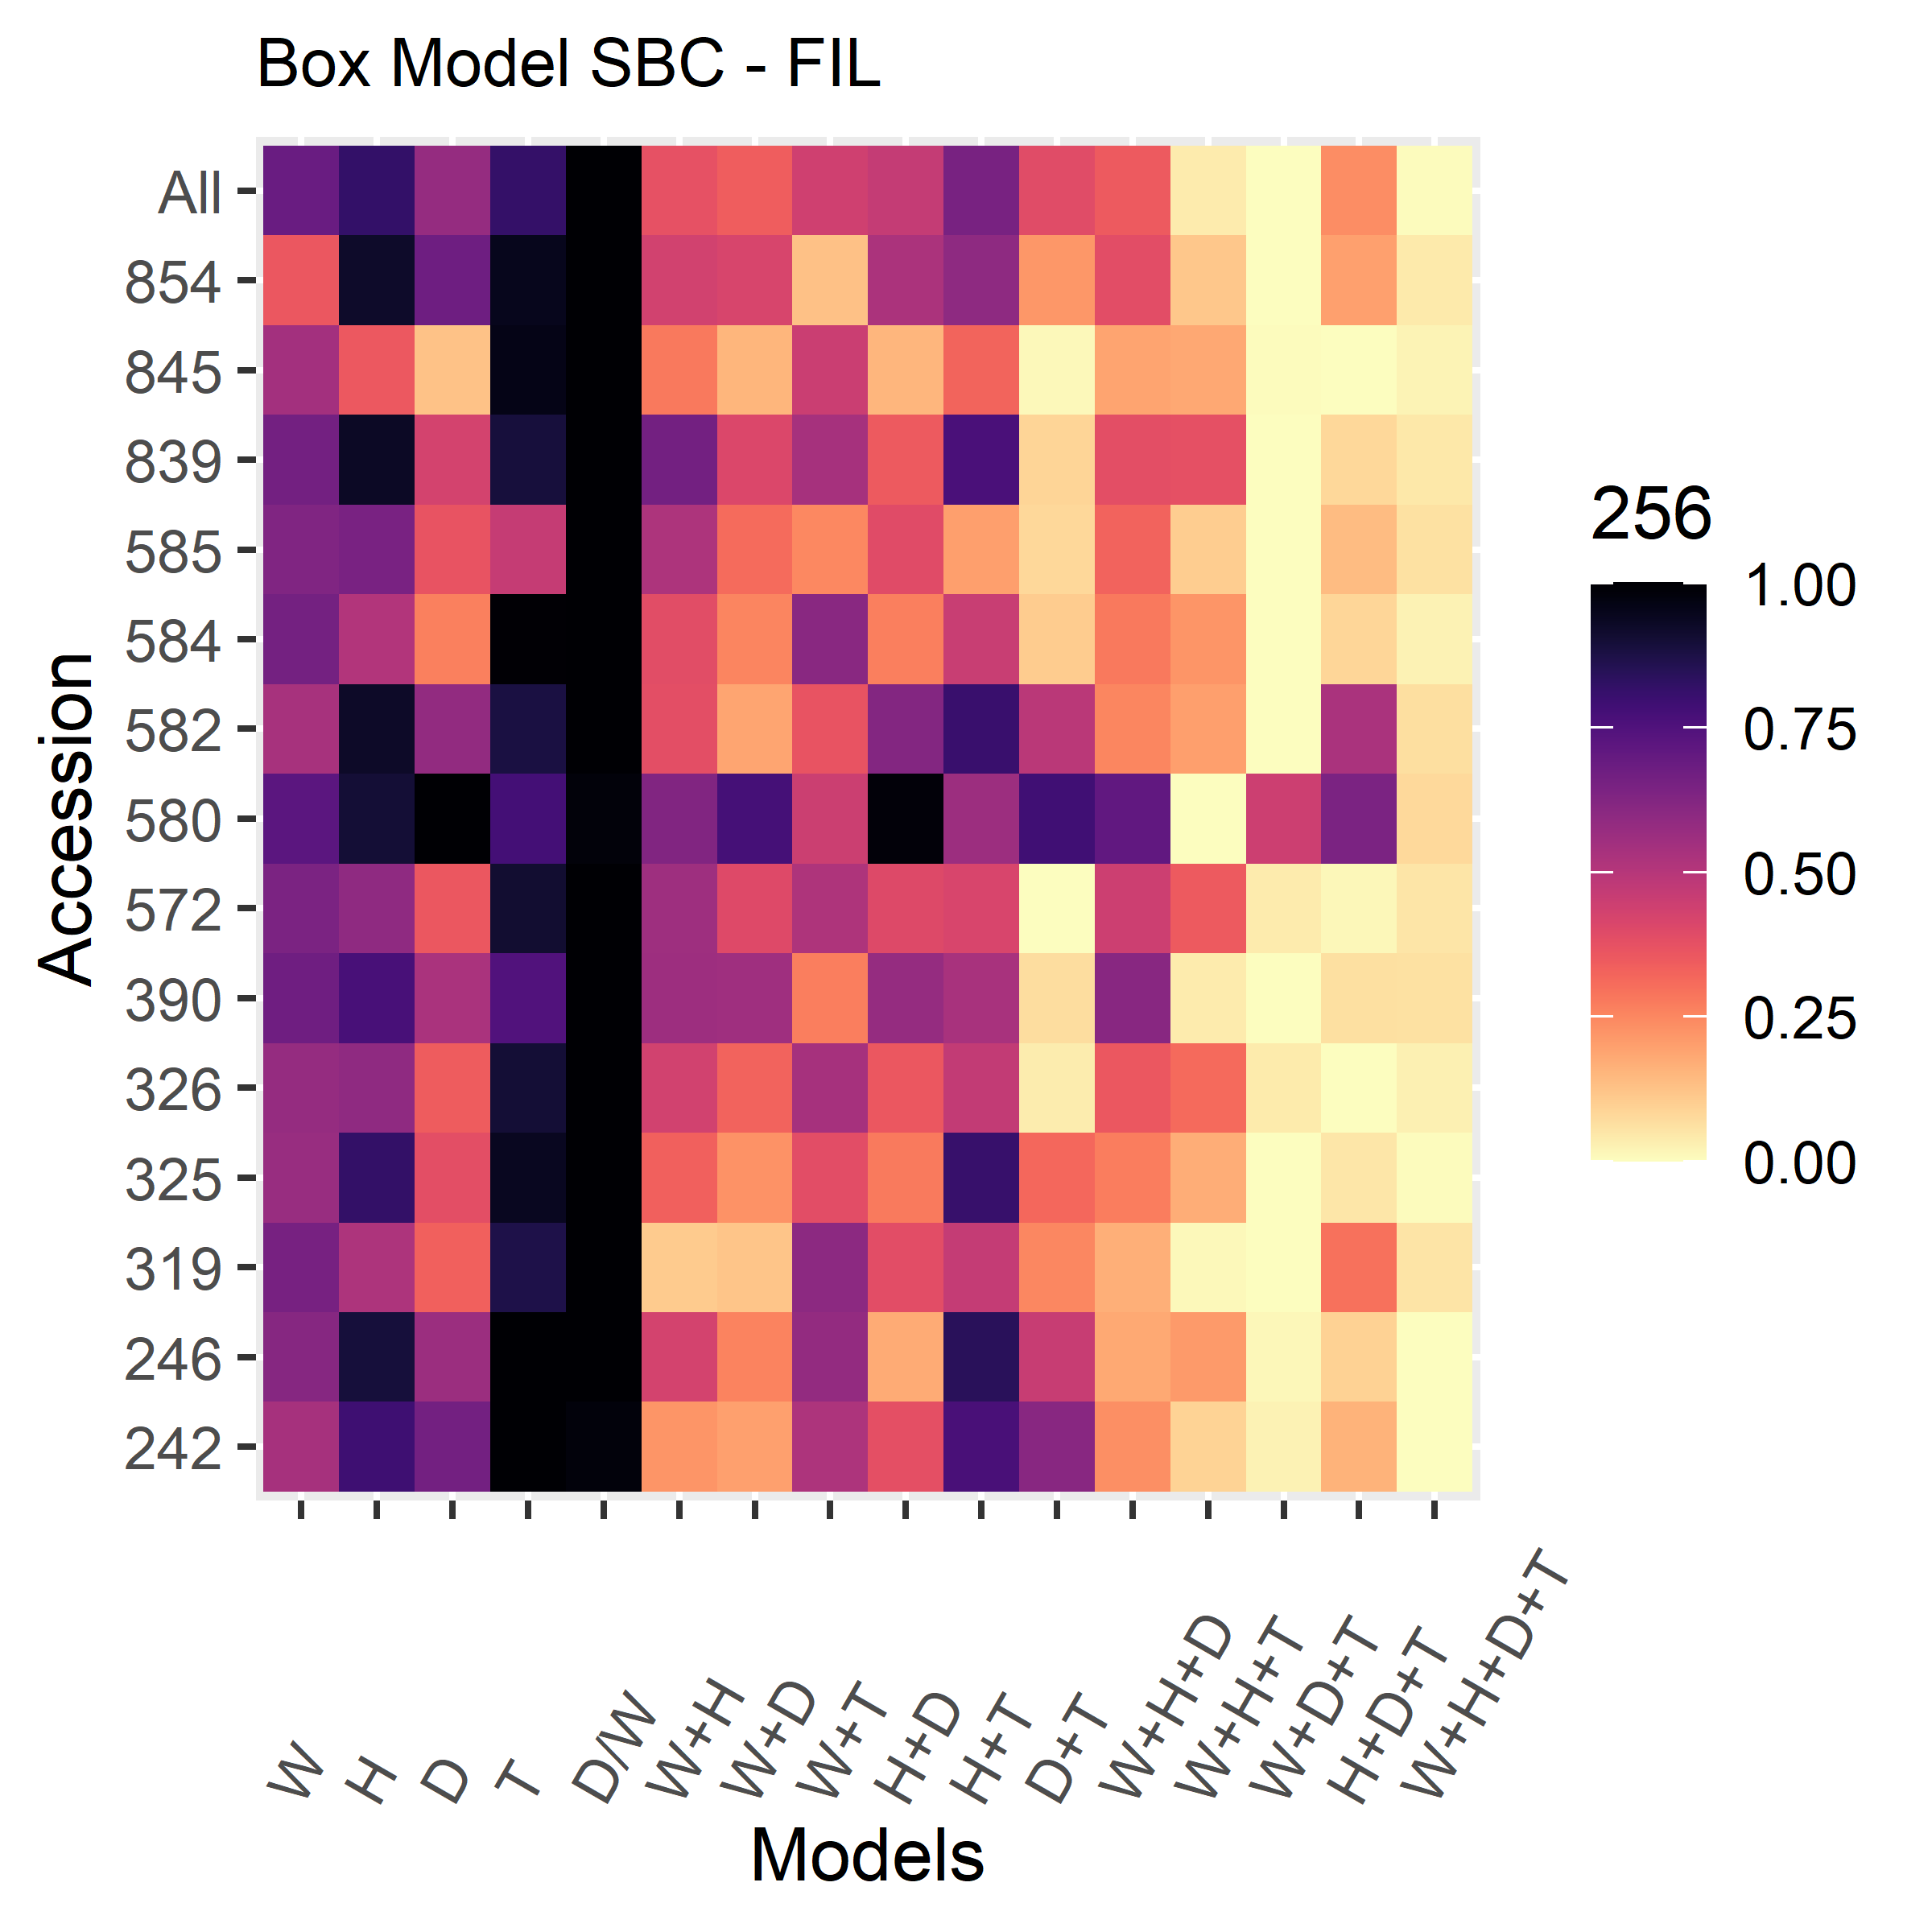 Box Model SBC - FIL
All
854
845
839
585
584
582
580
572
390
326
325
319
246
242
Accession
256
1.00
0.75
0.50
0.25
0.00
W
H
D
T
D/W
W+H
W+D
W+T
H+D
H+T
D+T
W+H+D
W+H+T
W+D+T
H+D+T
W+H+D+T
Models